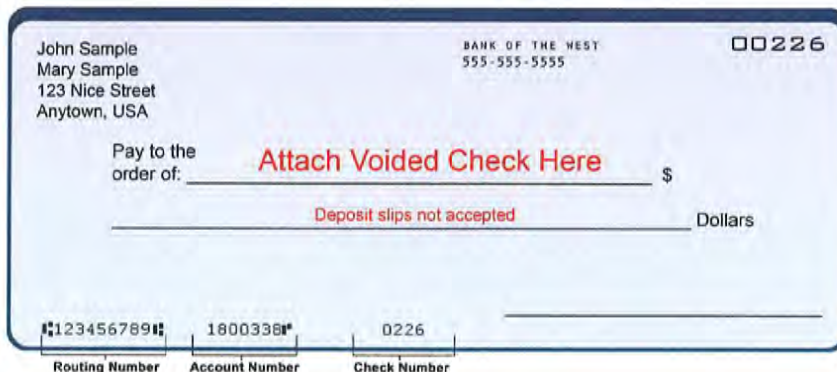 John Sample
Mary Sample
123 Nice Street
Anytown, USA
BANK OF THE WEST
555-555-5555
00226
Pay to the
order of:
Attach Voided Check Here
$
Deposit slips not accepted
Dollars
⑆123456789⑆ 1800338⑈ 0226
Routing Number Account Number Check Number